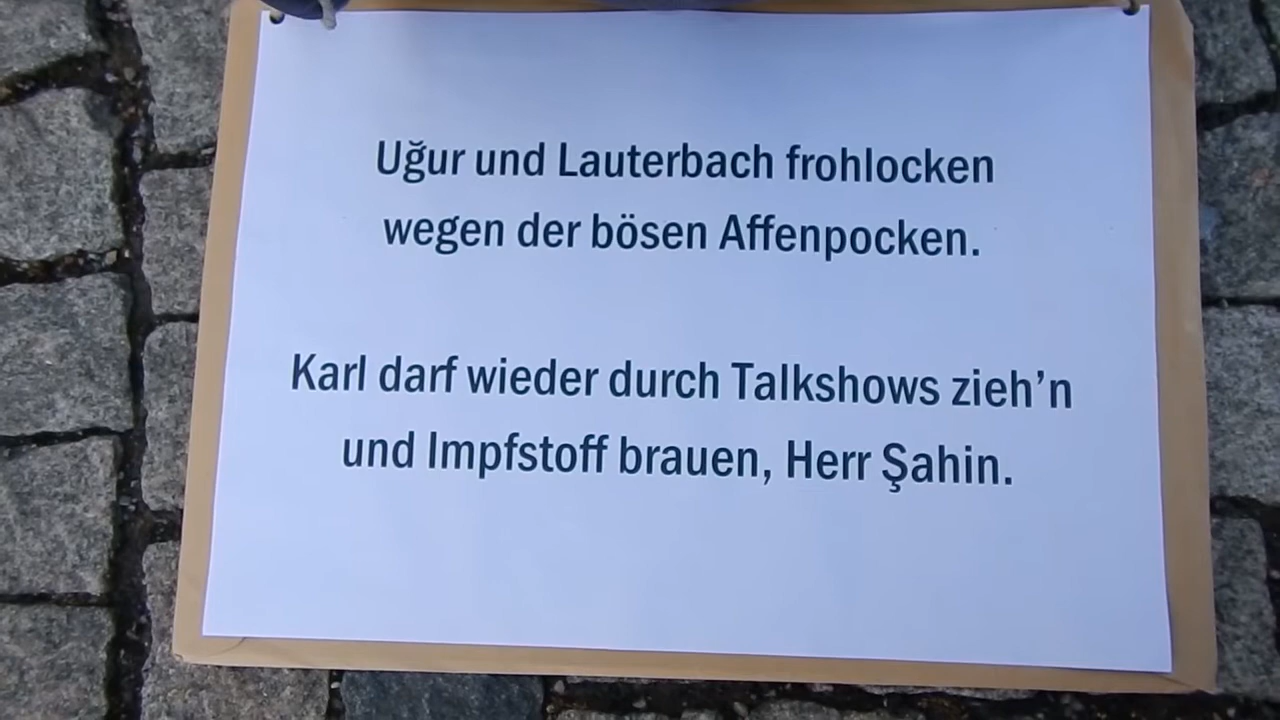 Uğur und Lauterbach frohlocken
wegen der bösen Affenpocken.
Karl darf wieder durch Talkshows zieh’n
und Impfstoff brauen, Herr Şahin.